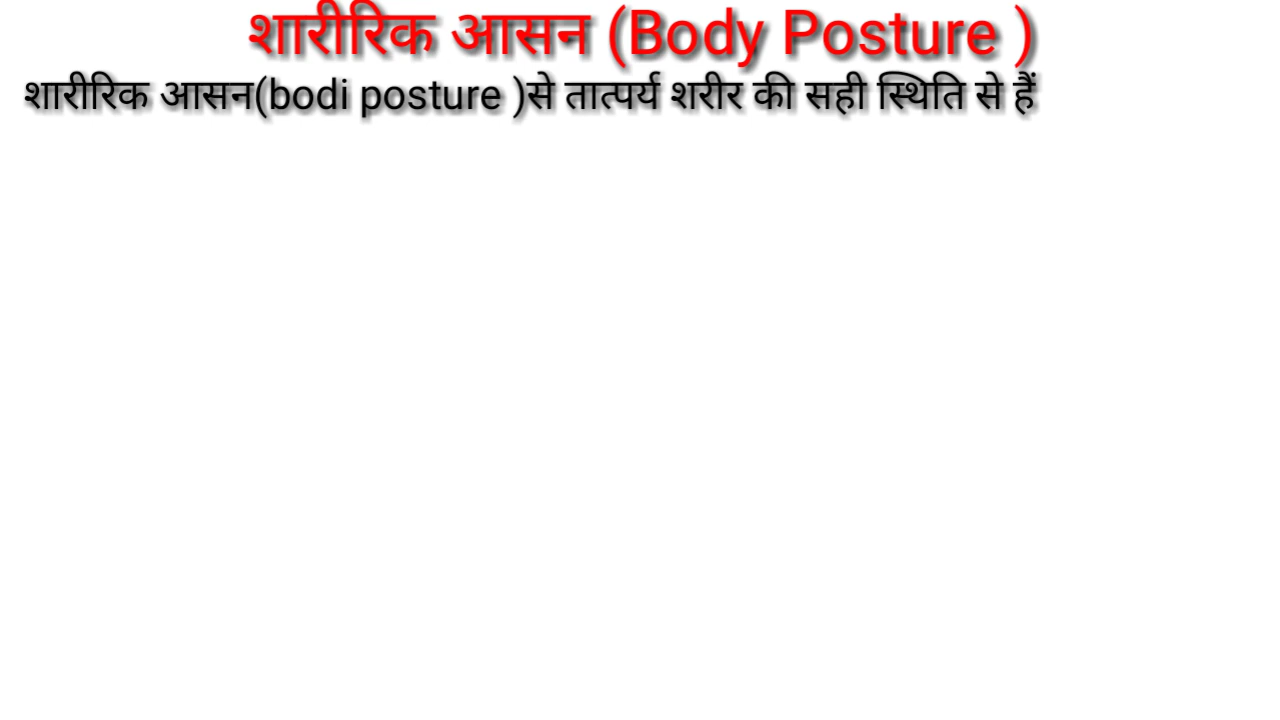 शारीरिक आसन (Body Posture )
शारीरिक आसन(bodi posture )से तात्पर्य शरीर की सही स्थिति से हैं